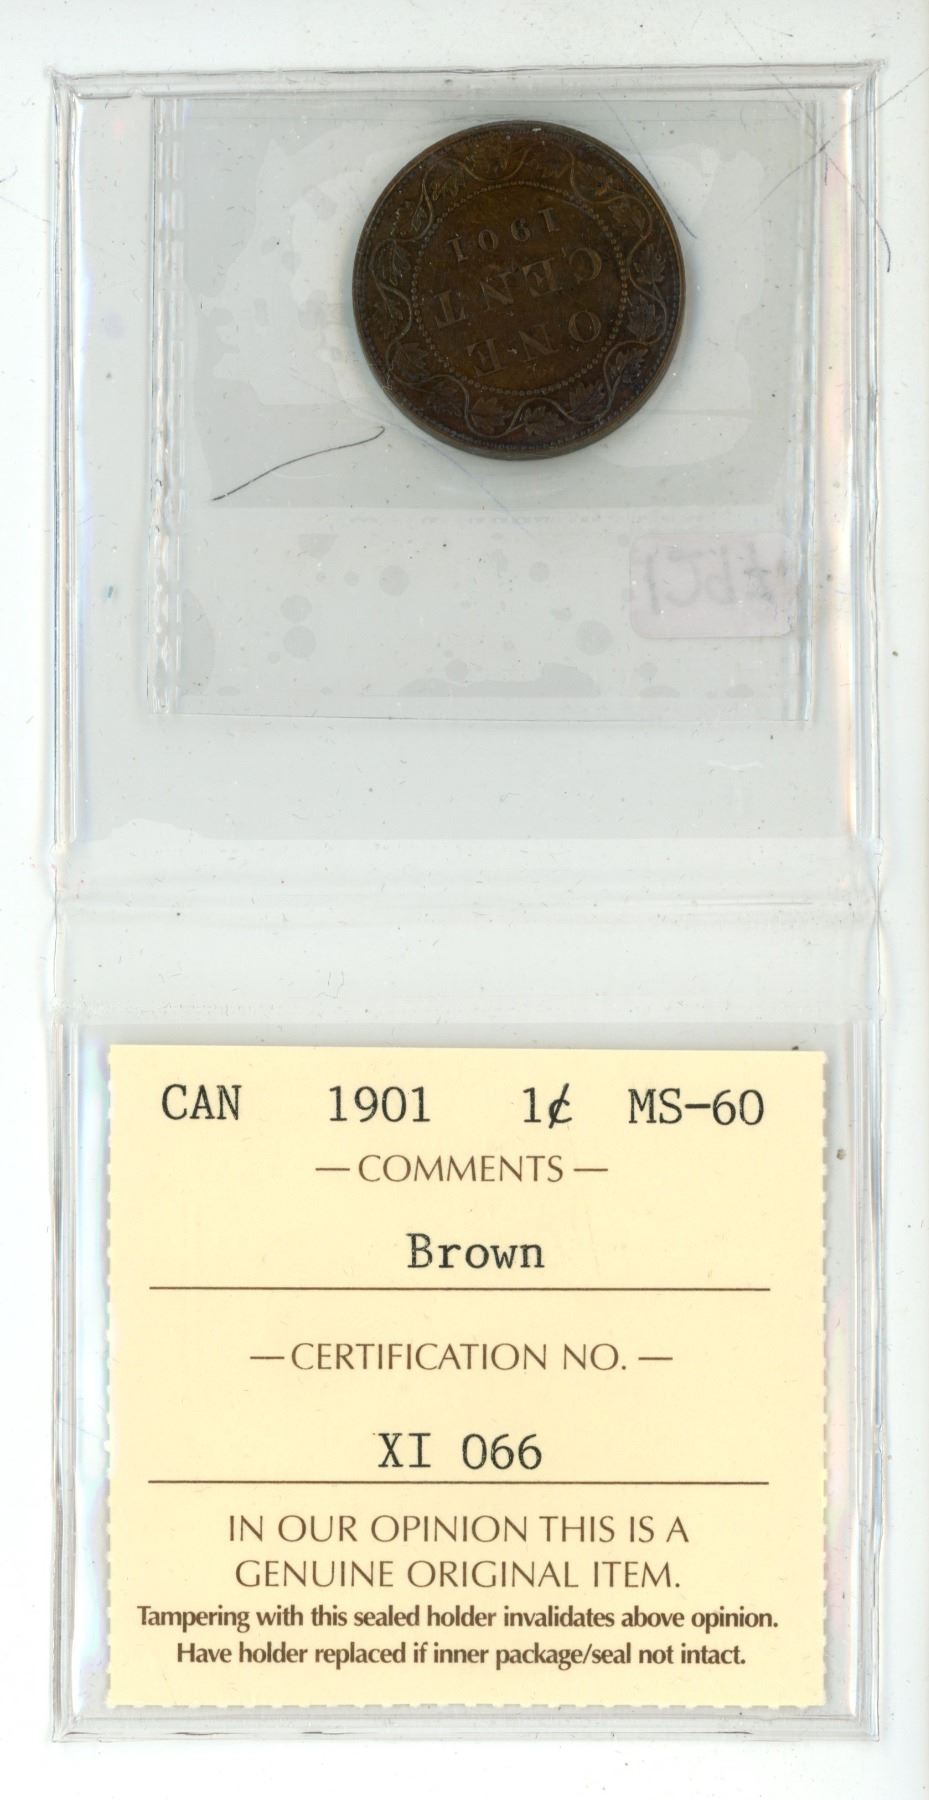 ONE
CENT
1901
CAN 1901 1¢ MS-60
— COMMENTS —
Brown
— CERTIFICATION NO. —
XI 066
IN OUR OPINION THIS IS A
GENUINE ORIGINAL ITEM.
Tampering with this sealed holder invalidates above opinion.
Have holder replaced if inner package/seal not intact.